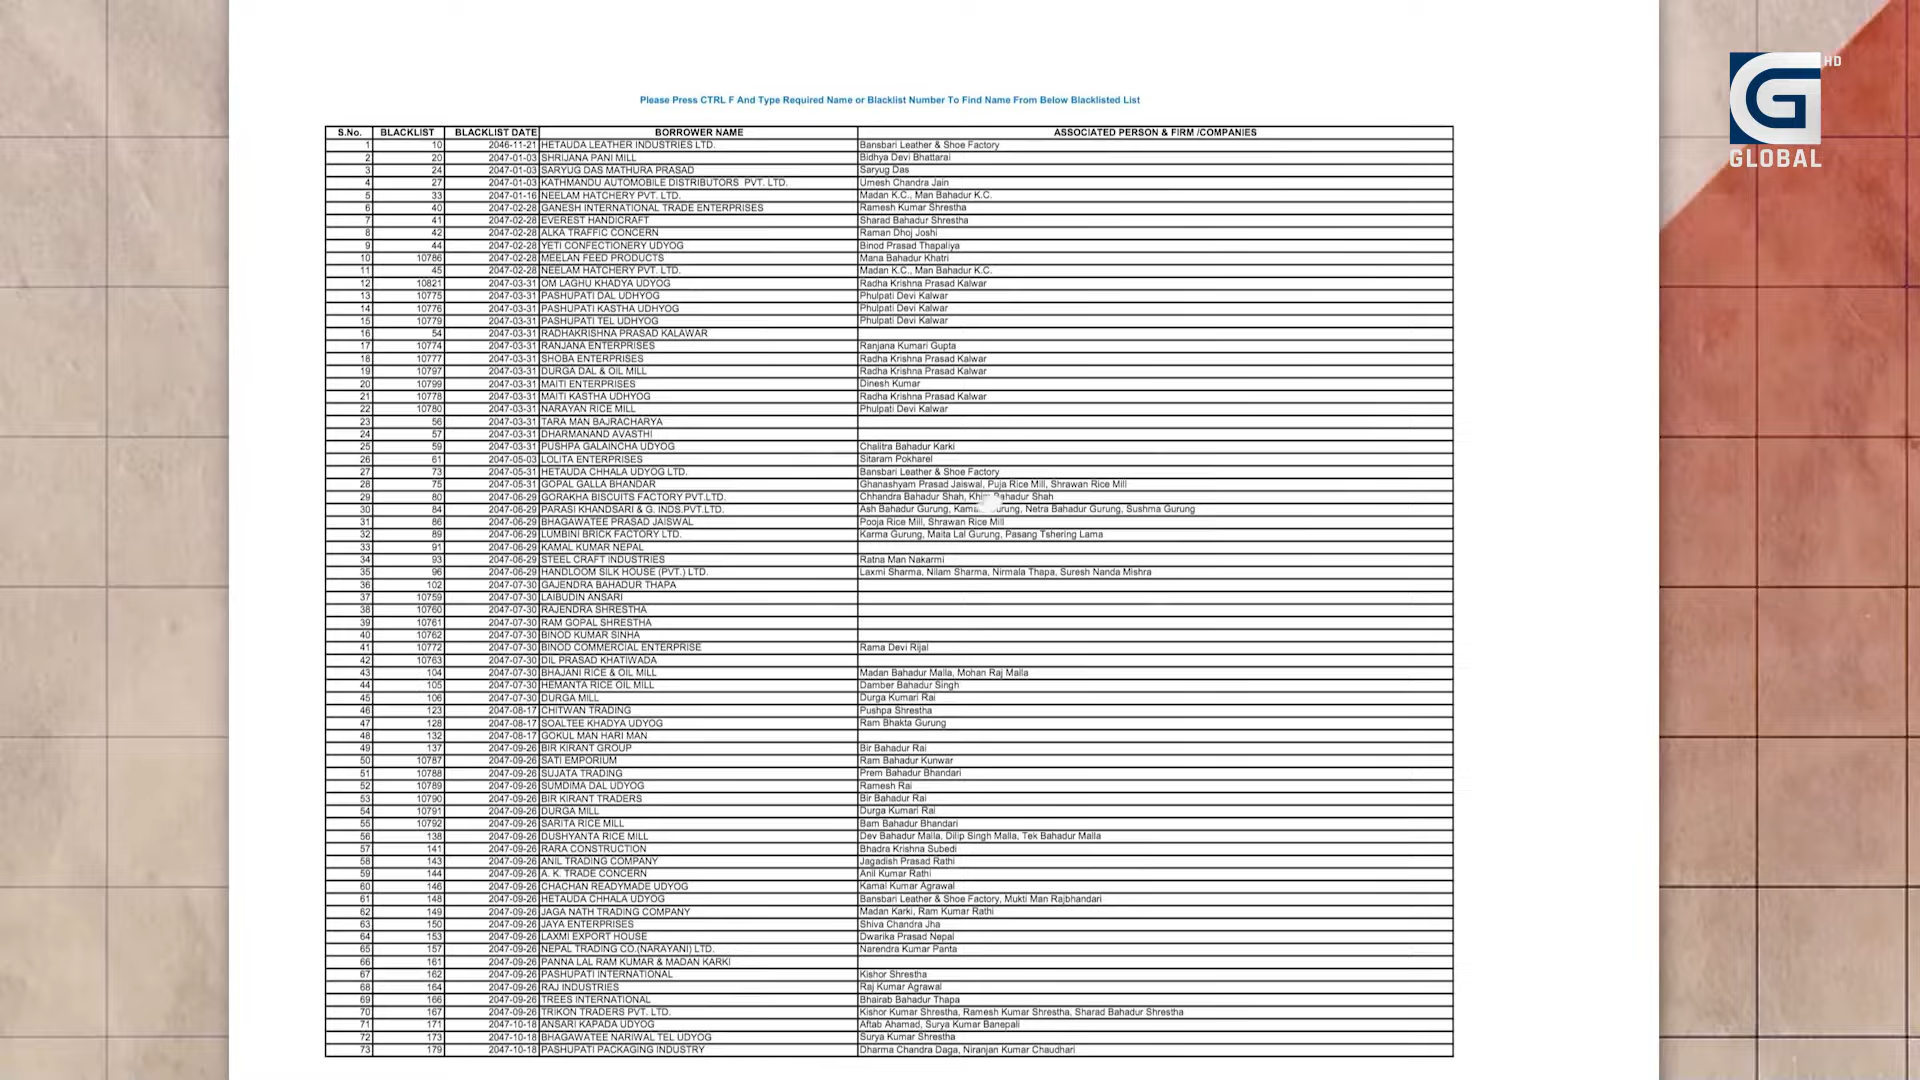 Please Press CTRL F And Type Required Name or Blacklist Number To Find Name From Below Blacklisted List
HD
GLOBAL
S.No. BLACKLIST BLACKLIST DATE BORROWER NAME ASSOCIATED PERSON & FIRM /COMPANIES
1 10 2046-11-21 HETAUDA LEATHER INDUSTRIES LTD. Bansbari Leather & Shoe Factory
2 20 2047-01-03 SHRIJANA PANI MILL Bidhya Devi Bhattarai
3 24 2047-01-03 SARYUG DAS MATHURA PRASAD Saryug Das
4 27 2047-01-03 KATHMANDU AUTOMOBILE DISTRIBUTORS PVT. LTD. Umesh Chandra Jain
5 33 2047-01-16 NEELAM HATCHERY PVT. LTD. Madan K.C., Man Bahadur K.C.
6 40 2047-02-28 GANESH INTERNATIONAL TRADE ENTERPRISES Ramesh Kumar Shrestha
7 41 2047-02-28 EVEREST HANDICRAFT Sharad Bahadur Shrestha
8 42 2047-02-28 ALKA TRAFFIC CONCERN Raman Dhoj Joshi
9 44 2047-02-28 YETI CONFECTIONERY UDYOG Binod Prasad Thapaliya
10 10786 2047-02-28 MEELAN FEED PRODUCTS Mana Bahadur Khatri
11 45 2047-02-28 NEELAM HATCHERY PVT. LTD. Madan K.C., Man Bahadur K.C.
12 10821 2047-03-31 OM LAGHU KHADYA UDYOG Radha Krishna Prasad Kalwar
13 10775 2047-03-31 PASHUPATI DAL UDHYOG Phulpati Devi Kalwar
14 10776 2047-03-31 PASHUPATI KASTHA UDHYOG Phulpati Devi Kalwar
15 10779 2047-03-31 PASHUPATI TEL UDHYOG Phulpati Devi Kalwar
16 54 2047-03-31 RADHAKRISHNA PRASAD KALAWAR
17 10774 2047-03-31 RANJANA ENTERPRISES Ranjana Kumari Gupta
18 10777 2047-03-31 SHOBA ENTERPRISES Radha Krishna Prasad Kalwar
19 10797 2047-03-31 DURGA DAL & OIL MILL Radha Krishna Prasad Kalwar
20 10799 2047-03-31 MAITI ENTERPRISES Dinesh Kumar
21 10778 2047-03-31 MAITI KASTHA UDHYOG Radha Krishna Prasad Kalwar
22 10780 2047-03-31 NARAYAN RICE MILL Phulpati Devi Kalwar
23 56 2047-03-31 TARA MAN BAJRACHARYA
24 57 2047-03-31 DHARMANAND AVASTHI
25 59 2047-03-31 PUSHPA GALAINCHA UDYOG Chalitra Bahadur Karki
26 61 2047-05-03 LOLITA ENTERPRISES Sitaram Pokharel
27 73 2047-05-31 HETAUDA CHHALA UDYOG LTD. Bansbari Leather & Shoe Factory
28 75 2047-05-31 GOPAL GALLA BHANDAR Ghanashyam Prasad Jaiswal, Puja Rice Mill, Shrawan Rice Mill
29 80 2047-06-29 GORAKHA BISCUITS FACTORY PVT.LTD. Chhandra Bahadur Shah, Bahadur Shah
30 84 2047-06-29 PARASI KHANDSARI & G. INDS.PVT.LTD. Ash Bahadur Gurung, Gurung, Netra Bahadur Gurung, Sushma Gurung
31 86 2047-06-29 BHAGAWATEE PRASAD JAISWAL Pooja Rice Mill, Shrawan Rice Mill
32 89 2047-06-29 LUMBINI BRICK FACTORY LTD. Karma Gurung, Maita Lal Gurung, Pasang Tshering Lama
33 91 2047-06-29 KAMAL KUMAR NEPAL
34 93 2047-06-29 STEEL CRAFT INDUSTRIES Ratna Man Nakarmi
35 96 2047-06-29 HANDLOOM SILK HOUSE (PVT.) LTD. Laxmi Sharma, Nilam Sharma, Nirmala Thapa, Suresh Nanda Mishra
36 102 2047-07-30 GAJENDRA BAHADUR THAPA
37 10759 2047-07-30 LAIBUDIN ANSARI
38 10760 2047-07-30 RAJENDRA SHRESTHA
39 10761 2047-07-30 RAM GOPAL SHRESTHA
40 10762 2047-07-30 BINOD KUMAR SINHA
41 10772 2047-07-30 BINOD COMMERCIAL ENTERPRISE Rama Devi Rijal
42 10763 2047-07-30 DIL PRASAD KHATIWADA
43 104 2047-07-30 BHAJANI RICE & OIL MILL Madan Bahadur Malla, Mohan Raj Malla
44 105 2047-07-30 HEMANTA RICE OIL MILL Damber Bahadur Singh
45 106 2047-07-30 DURGA MILL Durga Kumari Rai
46 123 2047-08-17 CHITWAN TRADING Pushpa Shrestha
47 128 2047-08-17 SOALTEE KHADYA UDYOG Ram Bhakta Gurung
48 132 2047-08-17 GOKUL MAN HARI MAN
49 137 2047-09-26 BIR KIRANT GROUP Bir Bahadur Rai
50 10787 2047-09-26 SATI EMPORIUM Ram Bahadur Kunwar
51 10788 2047-09-26 SUJATA TRADING Prem Bahadur Bhandari
52 10789 2047-09-26 SUMDIMA DAL UDYOG Ramesh Rai
53 10790 2047-09-26 BIR KIRANT TRADERS Bir Bahadur Rai
54 10791 2047-09-26 DURGA MILL Durga Kumari Rai
55 10792 2047-09-26 SARITA RICE MILL Bam Bahadur Bhandari
56 138 2047-09-26 DUSHYANTA RICE MILL Dev Bahadur Malla, Dilip Singh Malla, Tek Bahadur Malla
57 141 2047-09-26 RARA CONSTRUCTION Bhadra Krishna Subedi
58 143 2047-09-26 ANIL TRADING COMPANY Jagadish Prasad Rathi
59 144 2047-09-26 A. K. TRADE CONCERN Anil Kumar Rathi
60 146 2047-09-26 CHACHAN READYMADE UDYOG Kamal Kumar Agrawal
61 148 2047-09-26 HETAUDA CHHALA UDYOG Bansbari Leather & Shoe Factory, Mukti Man Rajbhandari
62 149 2047-09-26 JAGA NATH TRADING COMPANY Madan Karki, Ram Kumar Rathi
63 150 2047-09-26 JAYA ENTERPRISES Shiva Chandra Jha
64 153 2047-09-26 LAXMI EXPORT HOUSE Dwarika Prasad Nepal
65 157 2047-09-26 NEPAL TRADING CO.(NARAYANI) LTD. Narendra Kumar Panta
66 161 2047-09-26 PANNA LAL RAM KUMAR & MADAN KARKI
67 162 2047-09-26 PASHUPATI INTERNATIONAL Kishor Shrestha
68 164 2047-09-26 RAJ INDUSTRIES Raj Kumar Agrawal
69 166 2047-09-26 TREES INTERNATIONAL Bhairab Bahadur Thapa
70 167 2047-09-26 TRIKON TRADERS PVT. LTD. Kishor Kumar Shrestha, Ramesh Kumar Shrestha, Sharad Bahadur Shrestha
71 171 2047-10-18 ANSARI KAPADA UDYOG Aftab Ahamad, Surya Kumar Banepali
72 173 2047-10-18 BHAGAWATEE NARIWAL TEL UDYOG Surya Kumar Shrestha
73 179 2047-10-18 PASHUPATI PACKAGING INDUSTRY Dharma Chandra Daga, Niranjan Kumar Chaudhari